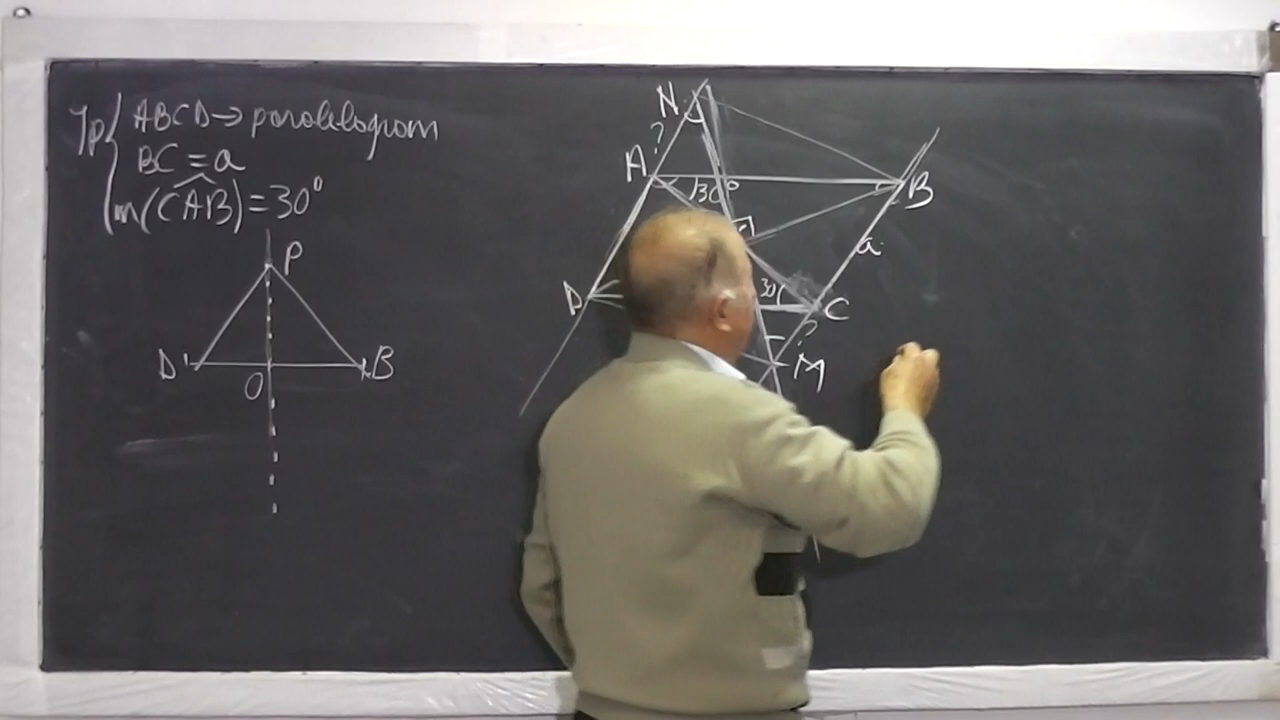 Ip { ABCD → paralelogram
BC = a
m(CAB) = 30°
P
D' O B
N
?
A 30° B
a
D 30 C
?
M